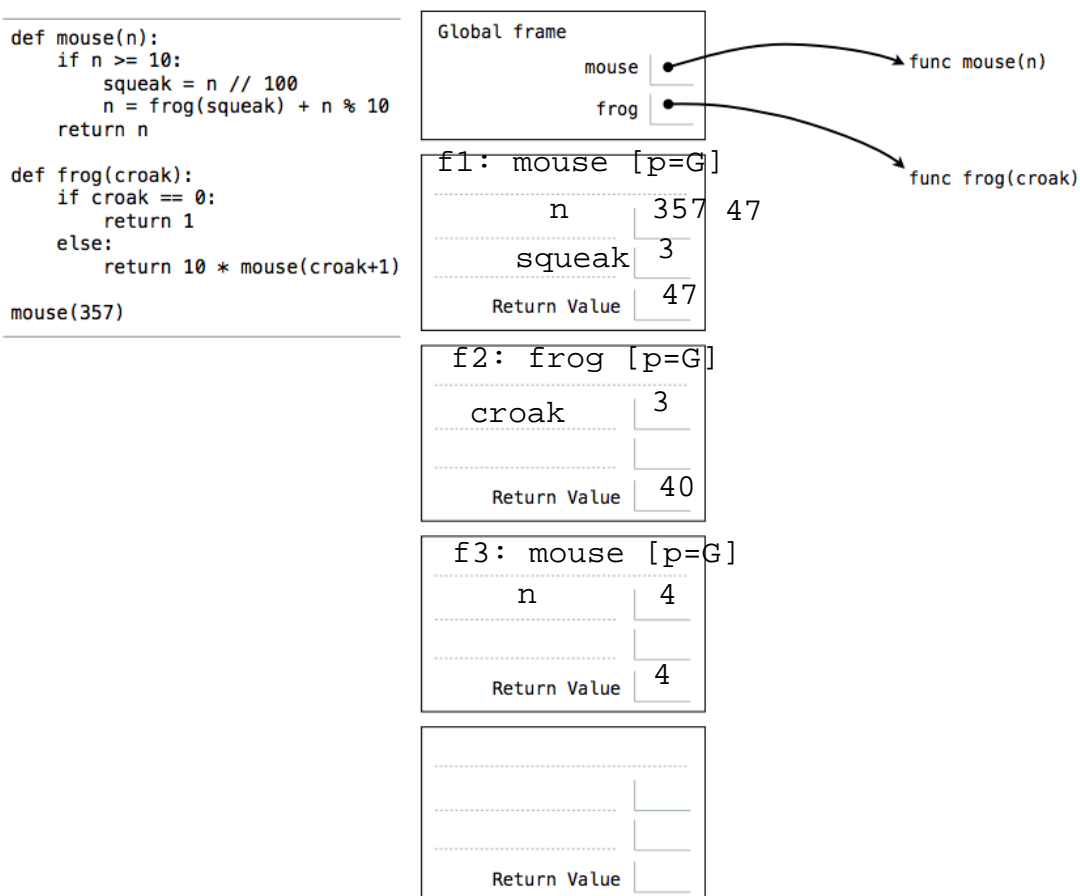 def mouse(n):
    if n >= 10:
        squeak = n // 100
        n = frog(squeak) + n % 10
    return n
def frog(croak):
    if croak == 0:
        return 1
    else:
        return 10 * mouse(croak+1)
mouse(357)
Global frame
mouse
frog
func mouse(n)
func frog(croak)
f1: mouse [p=G]
n 357 47
squeak 3
Return Value 47
f2: frog [p=G]
croak 3
Return Value 40
f3: mouse [p=G]
n 4
Return Value 4
Return Value